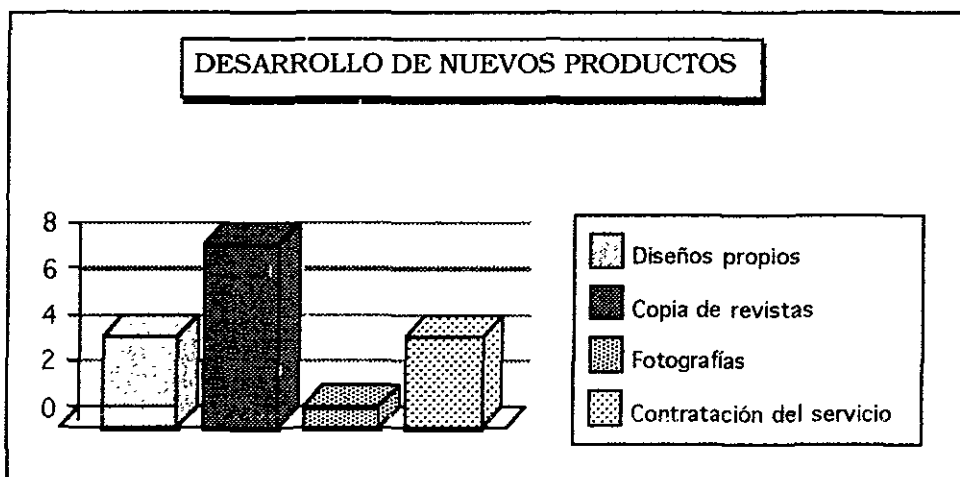 DESARROLLO DE NUEVOS PRODUCTOS
8
6
4
2
0
Diseños propios
Copia de revistas
Fotografías
Contratación del servicio